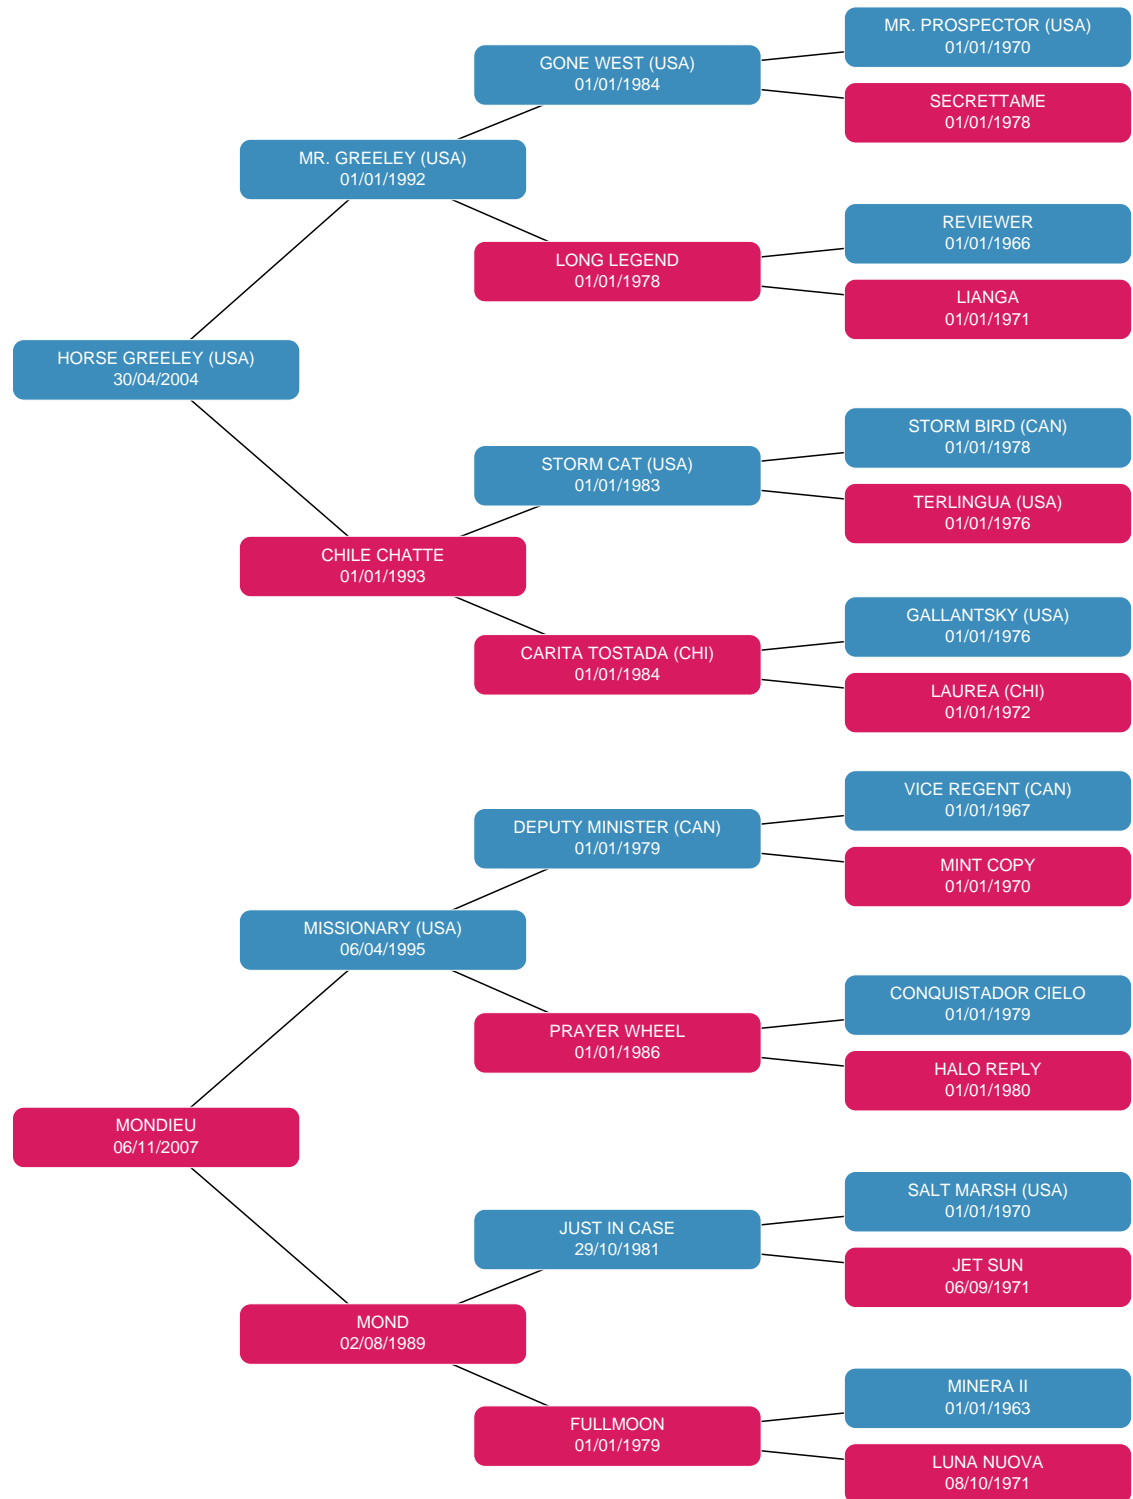 MR. PROSPECTOR (USA)
01/01/1970
GONE WEST (USA)
01/01/1984
SECRETTAME
01/01/1978
MR. GREELEY (USA)
01/01/1992
REVIEWER
01/01/1966
LONG LEGEND
01/01/1978
LIANGA
01/01/1971
HORSE GREELEY (USA)
30/04/2004
STORM BIRD (CAN)
01/01/1978
STORM CAT (USA)
01/01/1983
TERLINGUA (USA)
01/01/1976
CHILE CHATTE
01/01/1993
GALLANTSKY (USA)
01/01/1976
CARITA TOSTADA (CHI)
01/01/1984
LAUREA (CHI)
01/01/1972
VICE REGENT (CAN)
01/01/1967
DEPUTY MINISTER (CAN)
01/01/1979
MINT COPY
01/01/1970
MISSIONARY (USA)
06/04/1995
CONQUISTADOR CIELO
01/01/1979
PRAYER WHEEL
01/01/1986
HALO REPLY
01/01/1980
MONDIEU
06/11/2007
SALT MARSH (USA)
01/01/1970
JUST IN CASE
29/10/1981
JET SUN
06/09/1971
MOND
02/08/1989
MINERA II
01/01/1963
FULLMOON
01/01/1979
LUNA NUOVA
08/10/1971